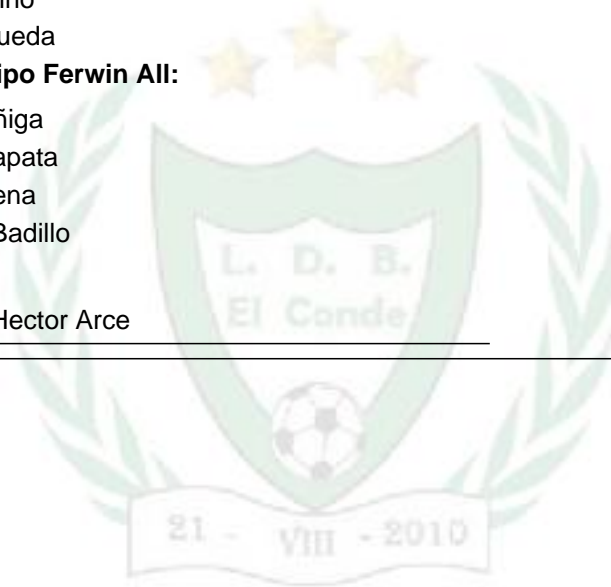 ino
ueda
ipo Ferwin All:
ñiga
apata
ena
Badillo
L. D. B.
El Conde
Hector Arce
21 - VIII - 2010